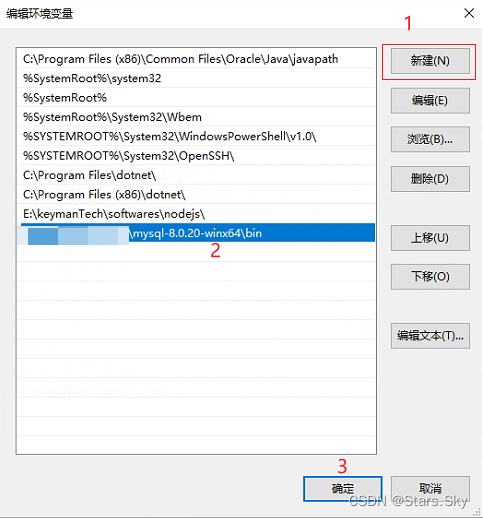 编辑环境变量
1
C:\Program Files (x86)\Common Files\Oracle\Java\javapath
新建(N)
%SystemRoot%\system32
%SystemRoot%
编辑(E)
%SystemRoot%\System32\Wbem
%SYSTEMROOT%\System32\WindowsPowerShell\v1.0\
浏览(B)...
%SYSTEMROOT%\System32\OpenSSH\
C:\Program Files\dotnet\
删除(D)
C:\Program Files (x86)\dotnet\
E:\keymanTech\softwares\nodejs\
\mysql-8.0.20-winx64\bin
上移(U)
2
下移(O)
编辑文本(T)...
3
确定
取消
CSDN @Stars.Sky